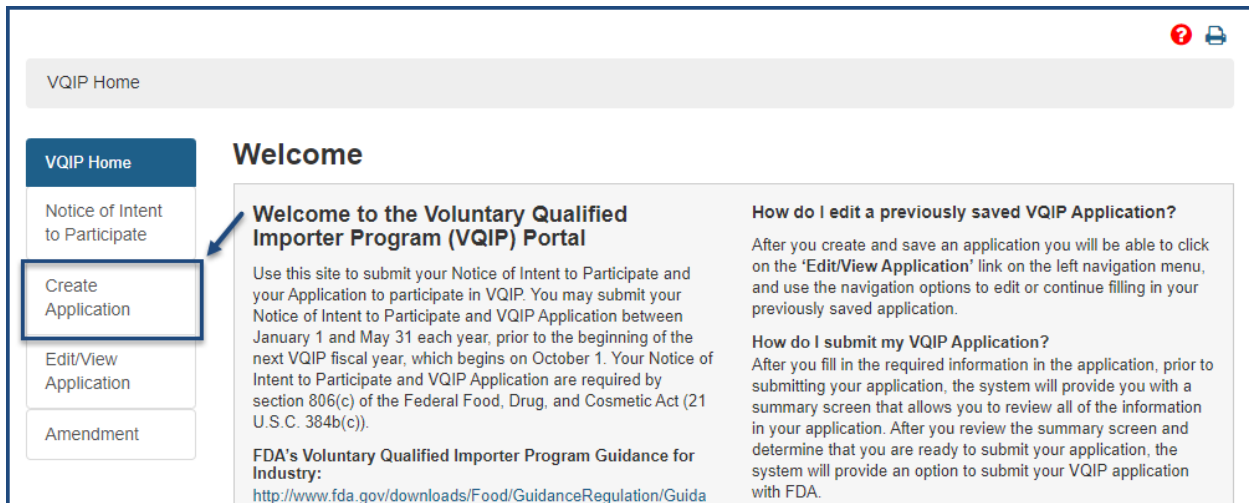 VQIP Home
VQIP Home
Notice of Intent
to Participate
Create
Application
Edit/View
Application
Amendment
Welcome
Welcome to the Voluntary Qualified
Importer Program (VQIP) Portal
Use this site to submit your Notice of Intent to Participate and
your Application to participate in VQIP. You may submit your
Notice of Intent to Participate and VQIP Application between
January 1 and May 31 each year, prior to the beginning of the
next VQIP fiscal year, which begins on October 1. Your Notice of
Intent to Participate and VQIP Application are required by
section 806(c) of the Federal Food, Drug, and Cosmetic Act (21
U.S.C. 384b(c)).
FDA's Voluntary Qualified Importer Program Guidance for
Industry:
http://www.fda.gov/downloads/Food/GuidanceRegulation/Guida
How do I edit a previously saved VQIP Application?
After you create and save an application you will be able to click
on the 'Edit/View Application' link on the left navigation menu,
and use the navigation options to edit or continue filling in your
previously saved application.
How do I submit my VQIP Application?
After you fill in the required information in the application, prior to
submitting your application, the system will provide you with a
summary screen that allows you to review all of the information
in your application. After you review the summary screen and
determine that you are ready to submit your application, the
system will provide an option to submit your VQIP application
with FDA.